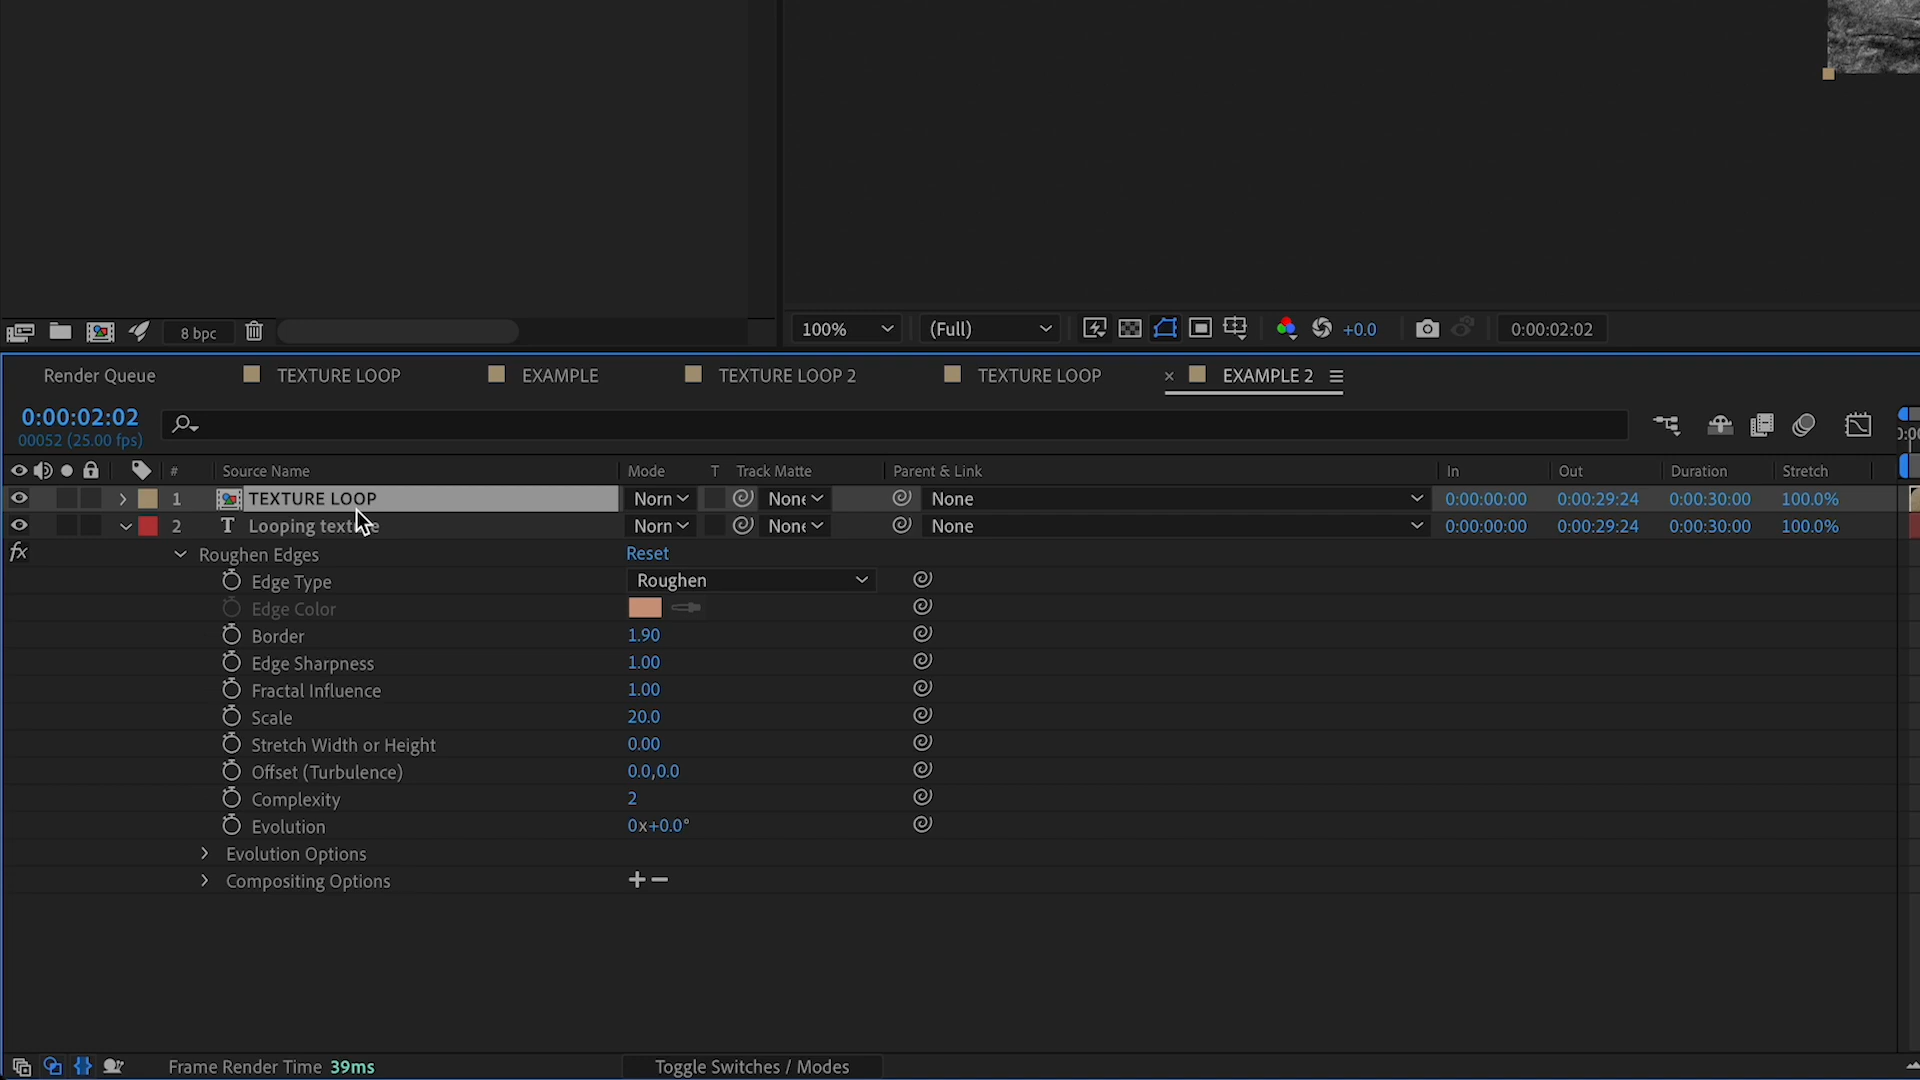 8 bpc
100% (Full) +0.0 0:00:02:02
Render Queue TEXTURE LOOP EXAMPLE TEXTURE LOOP 2 TEXTURE LOOP × EXAMPLE 2
0:00:02:02
00052 (25.00 fps)
# Source Name Mode T Track Matte Parent & Link In Out Duration Stretch
1 TEXTURE LOOP Norn None None 0:00:00:00 0:00:29:24 0:00:30:00 100.0%
2 T Looping texture Norn None None 0:00:00:00 0:00:29:24 0:00:30:00 100.0%
fx Roughen Edges Reset
Edge Type Roughen
Edge Color
Border 1.90
Edge Sharpness 1.00
Fractal Influence 1.00
Scale 20.0
Stretch Width or Height 0.00
Offset (Turbulence) 0.0,0.0
Complexity 2
Evolution 0x+0.0°
Evolution Options
Compositing Options + −
Frame Render Time 39ms Toggle Switches / Modes